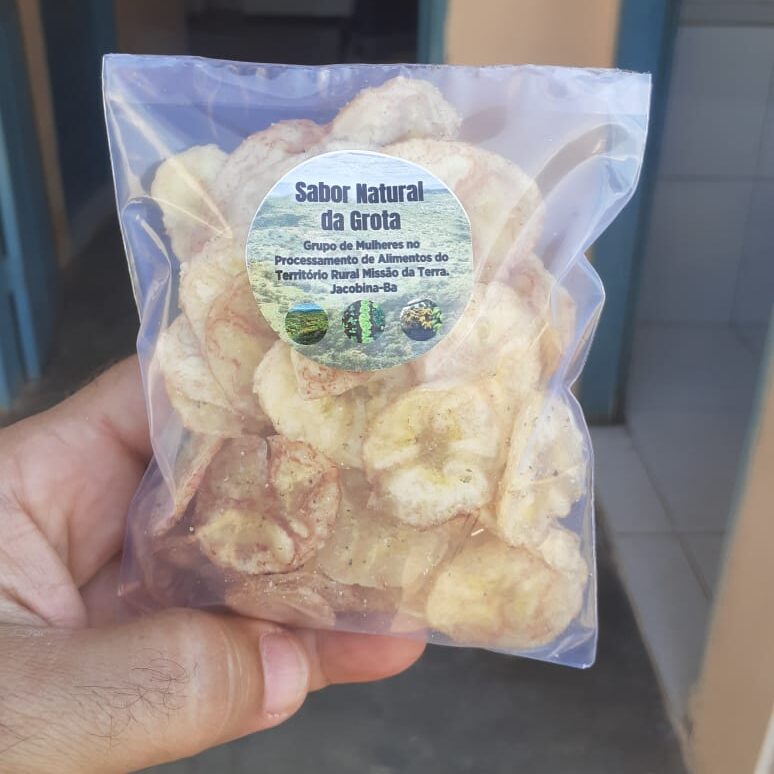 Sabor Natural
da Grota
Grupo de Mulheres no
Processamento de Alimentos do
Território Rural Missão da Terra.
Jacobina-Ba